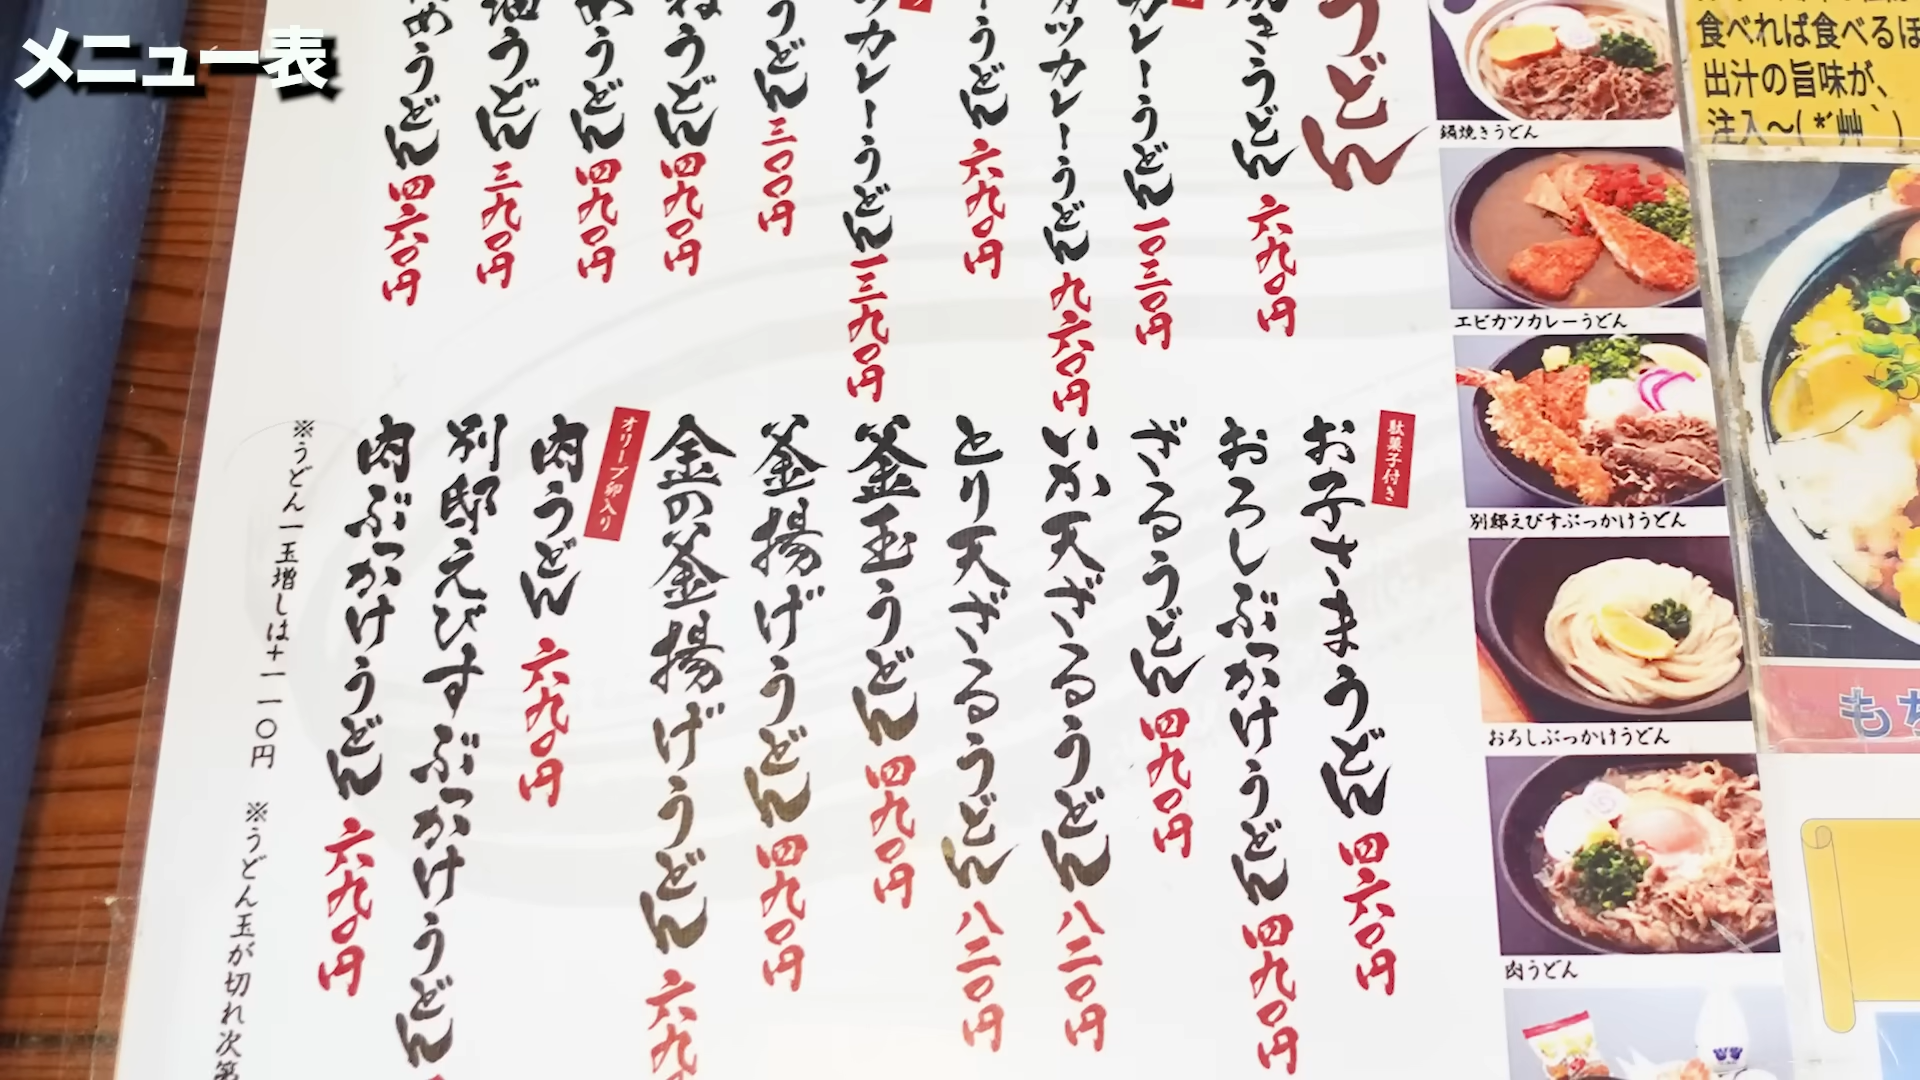 メニュー表
うどん
焼きうどん 六九〇円
カレーうどん 一〇三〇円
カツカレーうどん 九六〇円
うどん 六九〇円
カレーうどん 一三九〇円
うどん 三〇〇円
うどん 四九〇円
うどん 四九〇円
うどん 三九〇円
うどん 四六〇円
駄菓子付き
お子さまうどん 四六〇円
おろしぶっかけうどん 四九〇円
ざるうどん 四九〇円
いか天ざるうどん 八二〇円
とり天ざるうどん 八二〇円
釜玉うどん 四九〇円
釜揚げうどん 四九〇円
金の釜揚げうどん 六九
オリーブ卵入り
肉うどん 六九〇円
別邸えびすぶっかけうどん
肉ぶっかけうどん 六九〇円
※うどん一玉増しは+一一〇円 ※うどん玉が切れ次第
鍋焼きうどん
エビカツカレーうどん
別邸えびすぶっかけうどん
おろしぶっかけうどん
肉うどん
食べれば食べるほ
出汁の旨味が、
注入〜(*´艸`)
も